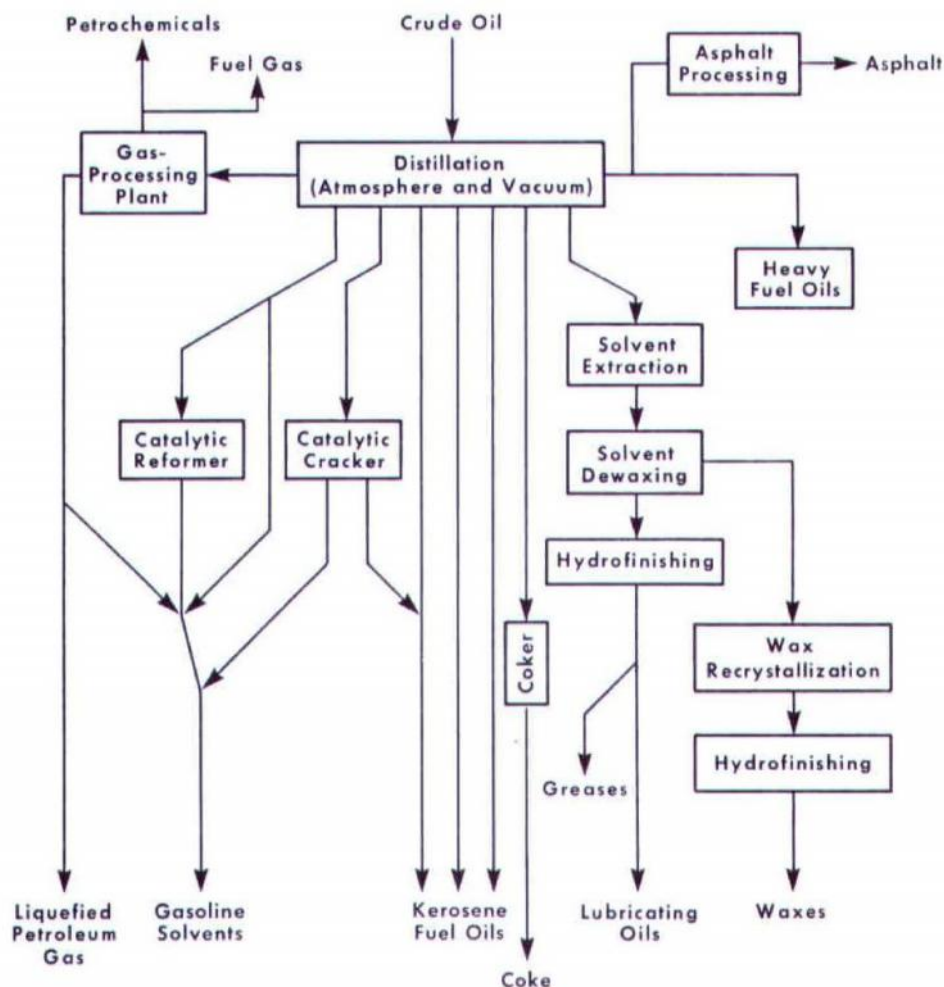 Petrochemicals
Crude Oil
Fuel Gas
Asphalt
Processing
Asphalt
Gas-
Processing
Plant
Distillation
(Atmosphere and Vacuum)
Heavy
Fuel Oils
Solvent
Extraction
Catalytic
Reformer
Catalytic
Cracker
Solvent
Dewaxing
Hydrofinishing
Coker
Wax
Recrystallization
Hydrofinishing
Greases
Liquefied
Petroleum
Gas
Gasoline
Solvents
Kerosene
Fuel Oils
Lubricating
Oils
Waxes
Coke